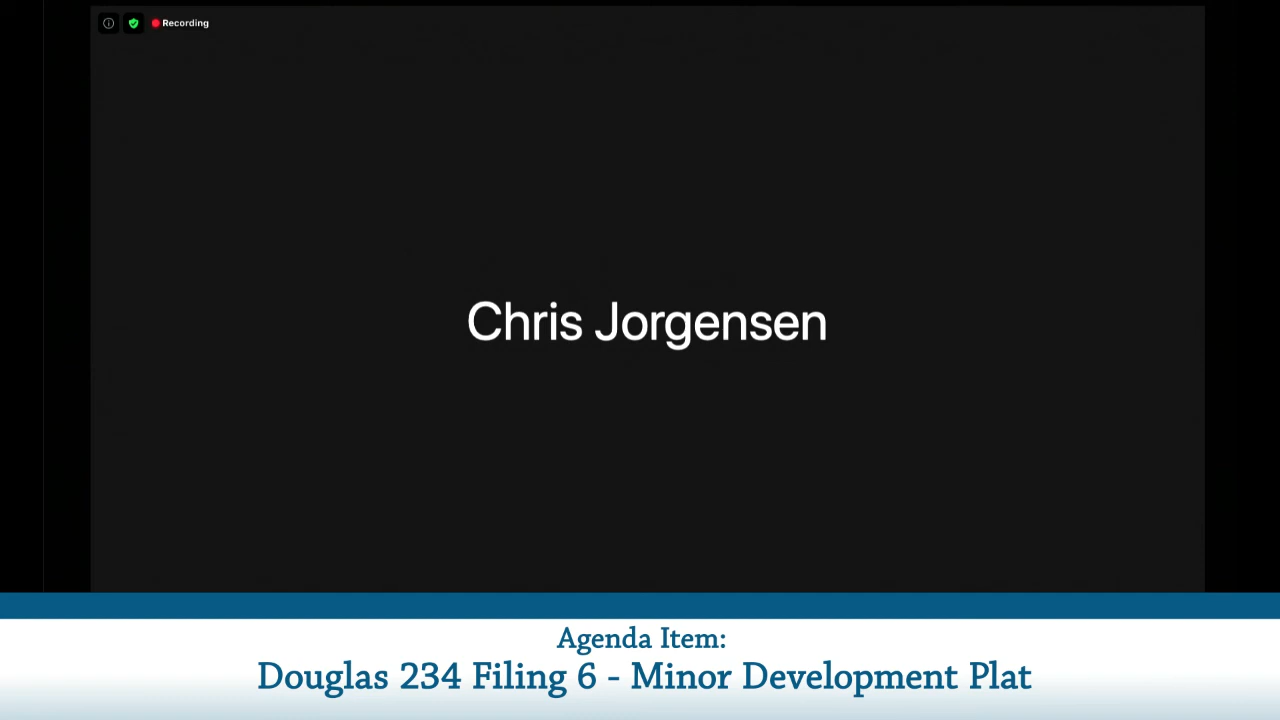 Recording
Chris Jorgensen
Agenda Item:
Douglas 234 Filing 6 - Minor Development Plat